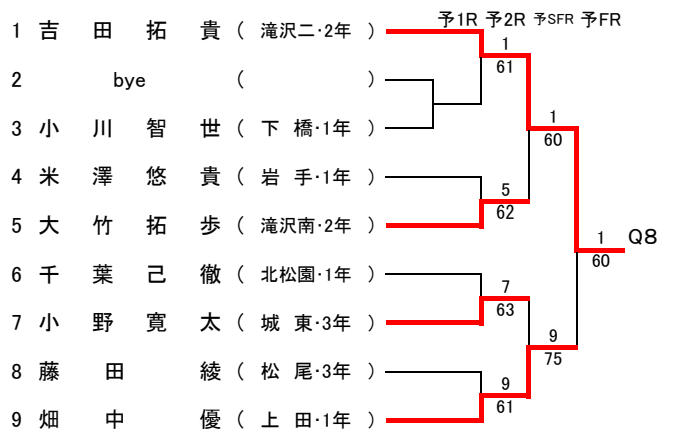 予1R 予2R 予SFR 予FR
1 吉田拓貴 ( 滝沢二・2年 )
1
61
2 bye ( )
3 小川智世 ( 下橋・1年 )
1
60
4 米澤悠貴 ( 岩手・1年 )
5
62
5 大竹拓歩 ( 滝沢南・2年 )
1
60
Q8
6 千葉己徹 ( 北松園・1年 )
7
63
7 小野寛太 ( 城東・3年 )
9
75
8 藤田綾 ( 松尾・3年 )
9
61
9 畑中優 ( 上田・1年 )